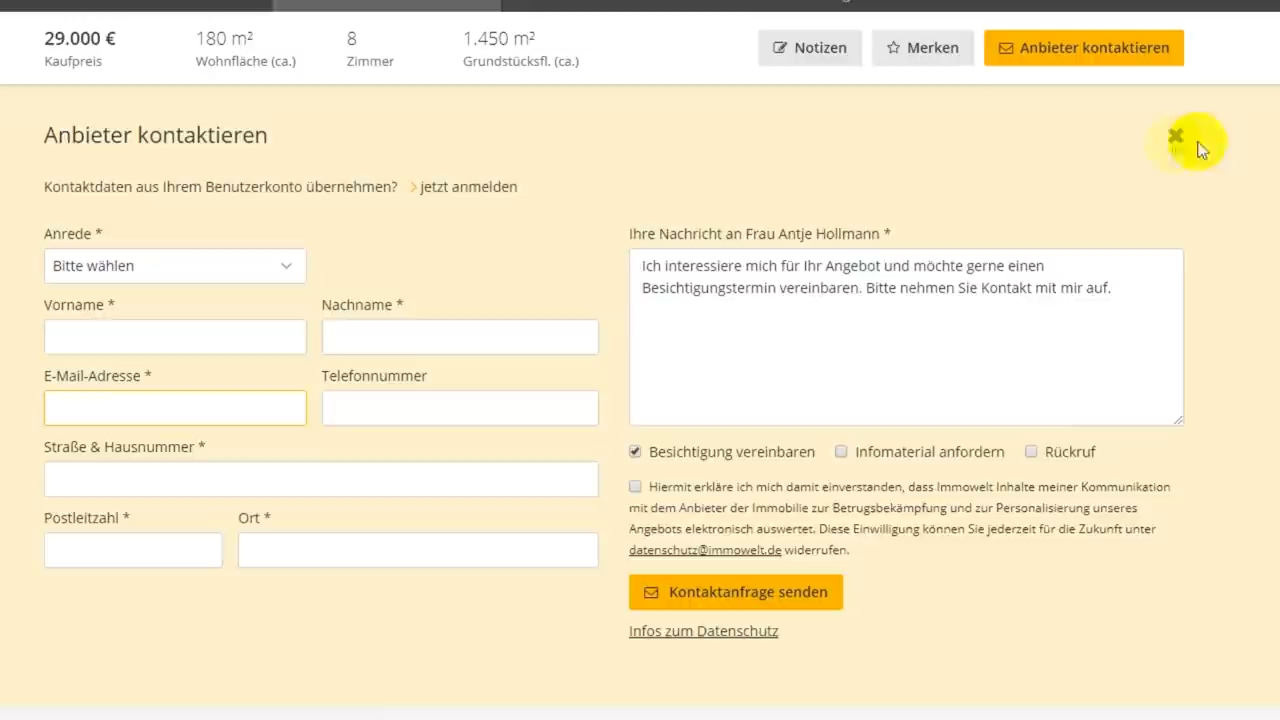 29.000 € 180 m² 8 1.450 m²
Kaufpreis Wohnfläche (ca.) Zimmer Grundstücksfl. (ca.)
Notizen Merken Anbieter kontaktieren
Anbieter kontaktieren
Kontaktdaten aus Ihrem Benutzerkonto übernehmen? jetzt anmelden
Anrede *
Bitte wählen
Vorname * Nachname *
E-Mail-Adresse * Telefonnummer
Straße & Hausnummer *
Postleitzahl * Ort *
Ihre Nachricht an Frau Antje Hollmann *
Ich interessiere mich für Ihr Angebot und möchte gerne einen
Besichtigungstermin vereinbaren. Bitte nehmen Sie Kontakt mit mir auf.
Besichtigung vereinbaren Infomaterial anfordern Rückruf
Hiermit erkläre ich mich damit einverstanden, dass Immowelt Inhalte meiner Kommunikation
mit dem Anbieter der Immobilie zur Betrugsbekämpfung und zur Personalisierung unseres
Angebots elektronisch auswertet. Diese Einwilligung können Sie jederzeit für die Zukunft unter
datenschutz@immowelt.de widerrufen.
Kontaktanfrage senden
Infos zum Datenschutz